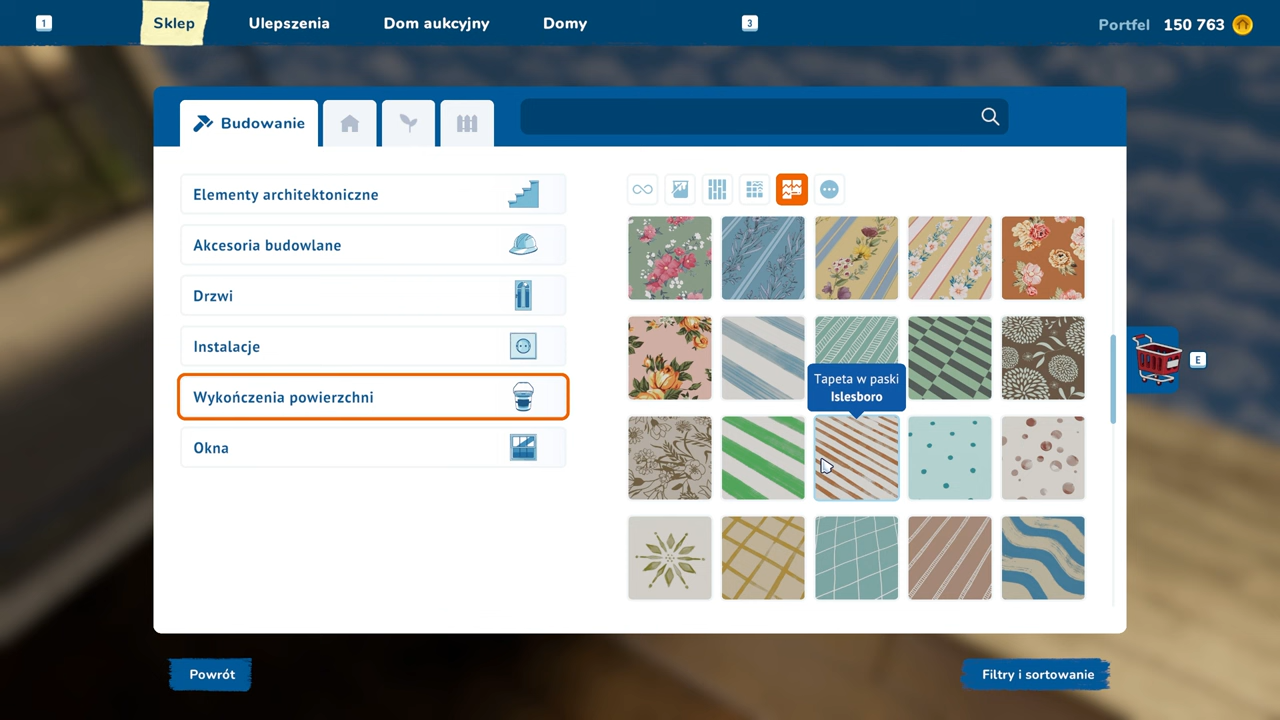 1
Sklep
Ulepszenia
Dom aukcyjny
Domy
3
Portfel 150 763
Budowanie
Elementy architektoniczne
Akcesoria budowlane
Drzwi
Instalacje
Wykończenia powierzchni
Okna
Tapeta w paski
Islesboro
E
Powrót
Filtry i sortowanie